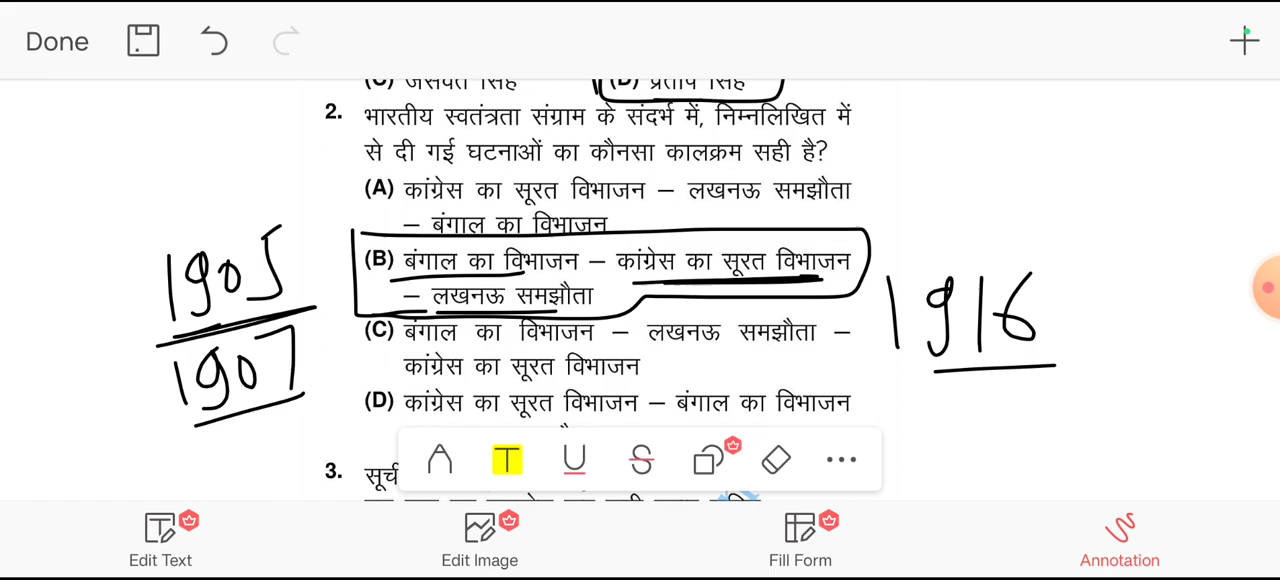 Done
(C) जसवंत सिंह (D) प्रताप सिंह
2. भारतीय स्वतंत्रता संग्राम के संदर्भ में, निम्नलिखित में
से दी गई घटनाओं का कौनसा कालक्रम सही है?
(A) कांग्रेस का सूरत विभाजन – लखनऊ समझौता
– बंगाल का विभाजन
(B) बंगाल का विभाजन – कांग्रेस का सूरत विभाजन
– लखनऊ समझौता
1905
1907
1916
(C) बंगाल का विभाजन – लखनऊ समझौता –
कांग्रेस का सूरत विभाजन
(D) कांग्रेस का सूरत विभाजन – बंगाल का विभाजन
3.
Edit Text Edit Image Fill Form Annotation